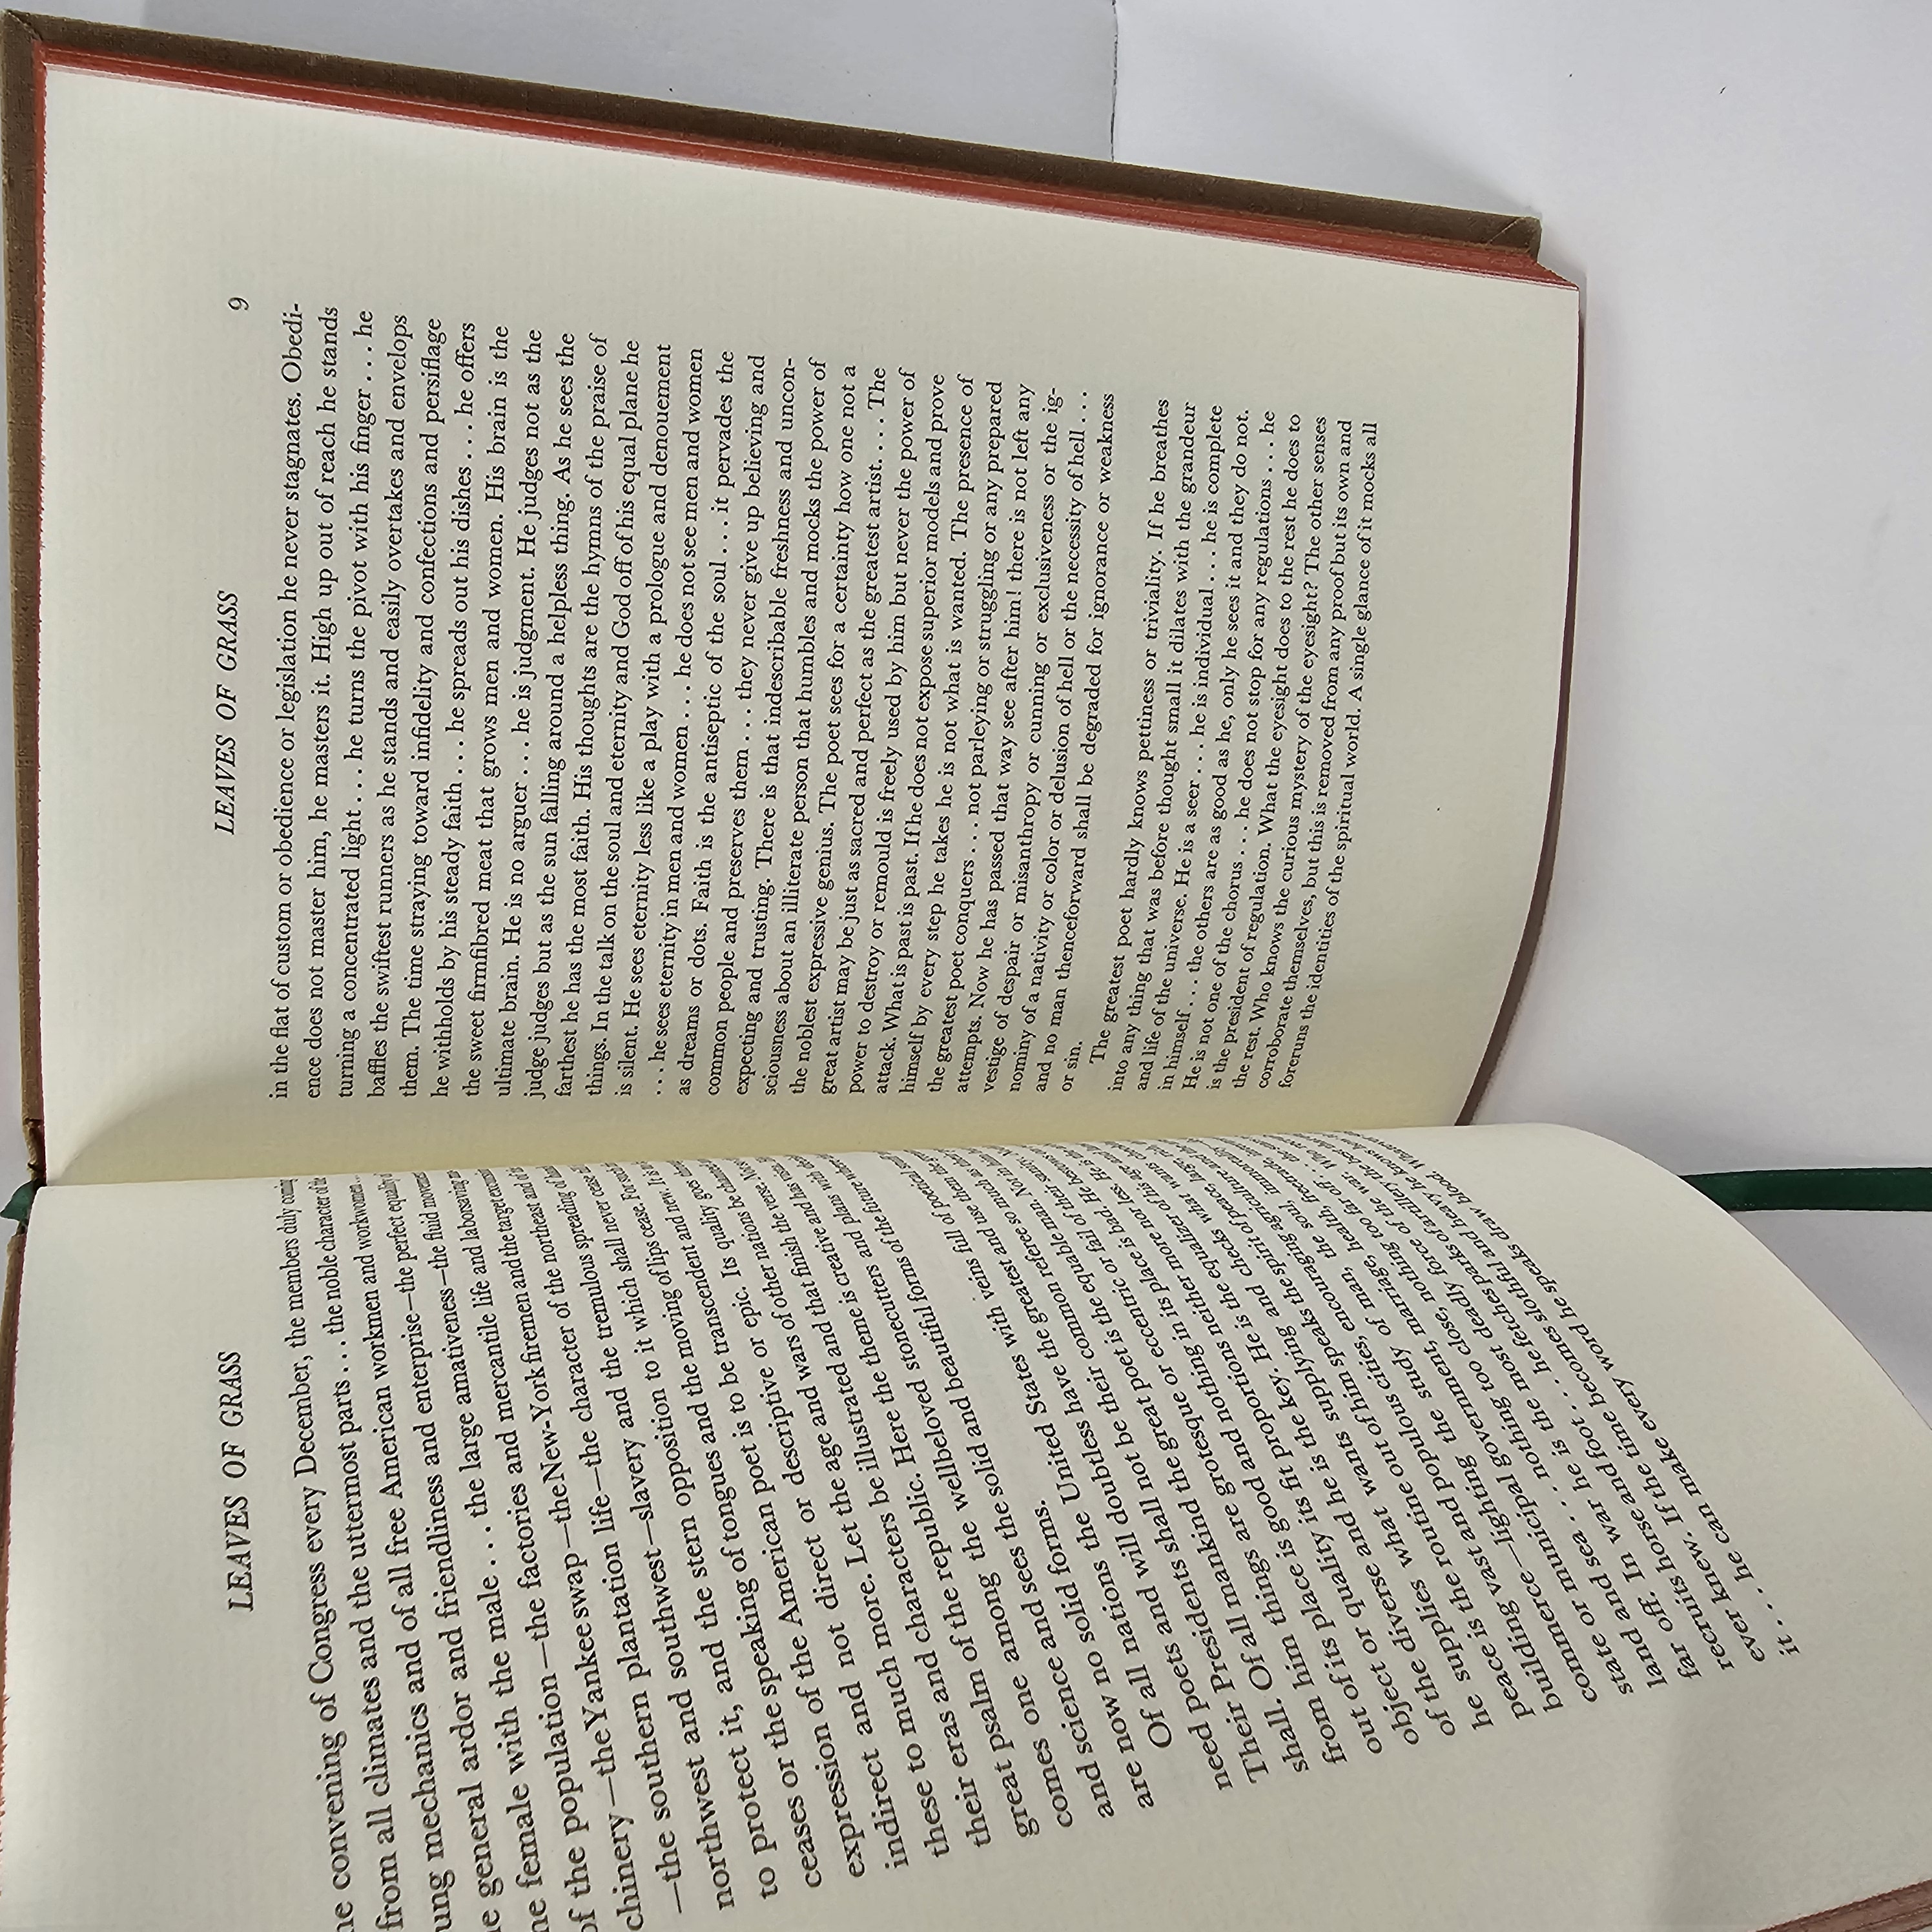 LEAVES OF GRASS
convening of Congress every December, the members duly coming
from all climates and the uttermost parts . . . the noble character of the
mechanics and of all free American workmen and workwomen . . .
general ardor and friendliness and enterprise—the perfect equality of
female with the male . . . the large amativeness—the fluid movement
of the population—the factories and mercantile life and laborsaving
chinery—the Yankee swap—the New-York firemen and the target excursion
—the southern plantation life—the character of the northeast and of the
northwest and southwest—slavery and the tremulous spreading of hands
to protect it, and the stern opposition to it which shall never cease till
ceases or the speaking of tongues and the moving of lips cease. For such the
expression of the American poet is to be transcendent and new. It is to be
indirect and not direct or descriptive or epic. Its quality goes through
these to much more. Let the age and wars of other nations be chanted and
their eras and characters be illustrated and that finish the verse. Not so the
great psalm of the republic. Here the theme is creative and has vista. Here
comes one among the wellbeloved stonecutters and plans with
and science and sees the solid and beautiful forms of the future where there
are now no solid forms.
Of all nations the United States with veins full of poetical stuff
need poets and will doubtless have the greatest and use them the greatest.
Their Presidents shall not be their common referee so much as their poets
shall. Of all mankind the great poet is the equable man. Not in him but
from him things are grotesque or eccentric or fail of their sanity. Nothing
out of its place is good and nothing in its place is bad. He bestows on every
object or quality its fit proportions neither more nor less. He is the
of the diverse and he is the key. He is the equalizer of his age and land . . .
he supplies what wants supplying and checks what wants checking.
peace is the routine out of him speaks the spirit of peace, large, rich,
building vast and populous cities, encouraging agriculture and the
commerce—lighting the study of man, the soul, immortality
state or municipal government, marriage, health, freetrade,
land and sea . . . nothing too close, nothing too far off . . . the stars
far off. In war he is the most deadly force of the war. Who recruits him
recruits horse and foot . . . he fetches parks of artillery the best that
ever knew. If the time becomes slothful and heavy he knows how
it . . . he can make every word he speaks draw blood. Whatever
LEAVES OF GRASS 9
in the flat of custom or obedience or legislation he never stagnates. Obedi-
ence does not master him, he masters it. High up out of reach he stands
turning a concentrated light . . . he turns the pivot with his finger . . . he
baffles the swiftest runners as he stands and easily overtakes and envelops
them. The time straying toward infidelity and confections and persiflage
he withholds by his steady faith . . . he spreads out his dishes . . . he offers
the sweet firmfibred meat that grows men and women. His brain is the
ultimate brain. He is no arguer . . . he is judgment. He judges not as the
judge judges but as the sun falling around a helpless thing. As he sees the
farthest he has the most faith. His thoughts are the hymns of the praise of
things. In the talk on the soul and eternity and God off of his equal plane he
is silent. He sees eternity less like a play with a prologue and denouement
. . . he sees eternity in men and women . . . he does not see men and women
as dreams or dots. Faith is the antiseptic of the soul . . . it pervades the
common people and preserves them . . . they never give up believing and
expecting and trusting. There is that indescribable freshness and uncon-
sciousness about an illiterate person that humbles and mocks the power of
the noblest expressive genius. The poet sees for a certainty how one not a
great artist may be just as sacred and perfect as the greatest artist. . . . The
power to destroy or remould is freely used by him but never the power of
attack. What is past is past. If he does not expose superior models and prove
himself by every step he takes he is not what is wanted. The presence of
the greatest poet conquers . . . not parleying or struggling or any prepared
attempts. Now he has passed that way see after him! there is not left any
vestige of despair or misanthropy or cunning or exclusiveness or the ig-
nominy of a nativity or color or delusion of hell or the necessity of hell . . .
and no man thenceforward shall be degraded for ignorance or weakness
or sin.
The greatest poet hardly knows pettiness or triviality. If he breathes
into any thing that was before thought small it dilates with the grandeur
and life of the universe. He is a seer . . . he is individual . . . he is complete
in himself . . . the others are as good as he, only he sees it and they do not.
He is not one of the chorus . . . he does not stop for any regulations . . . he
is the president of regulation. What the eyesight does to the rest he does to
the rest. Who knows the curious mystery of the eyesight? The other senses
corroborate themselves, but this is removed from any proof but its own and
foreruns the identities of the spiritual world. A single glance of it mocks all